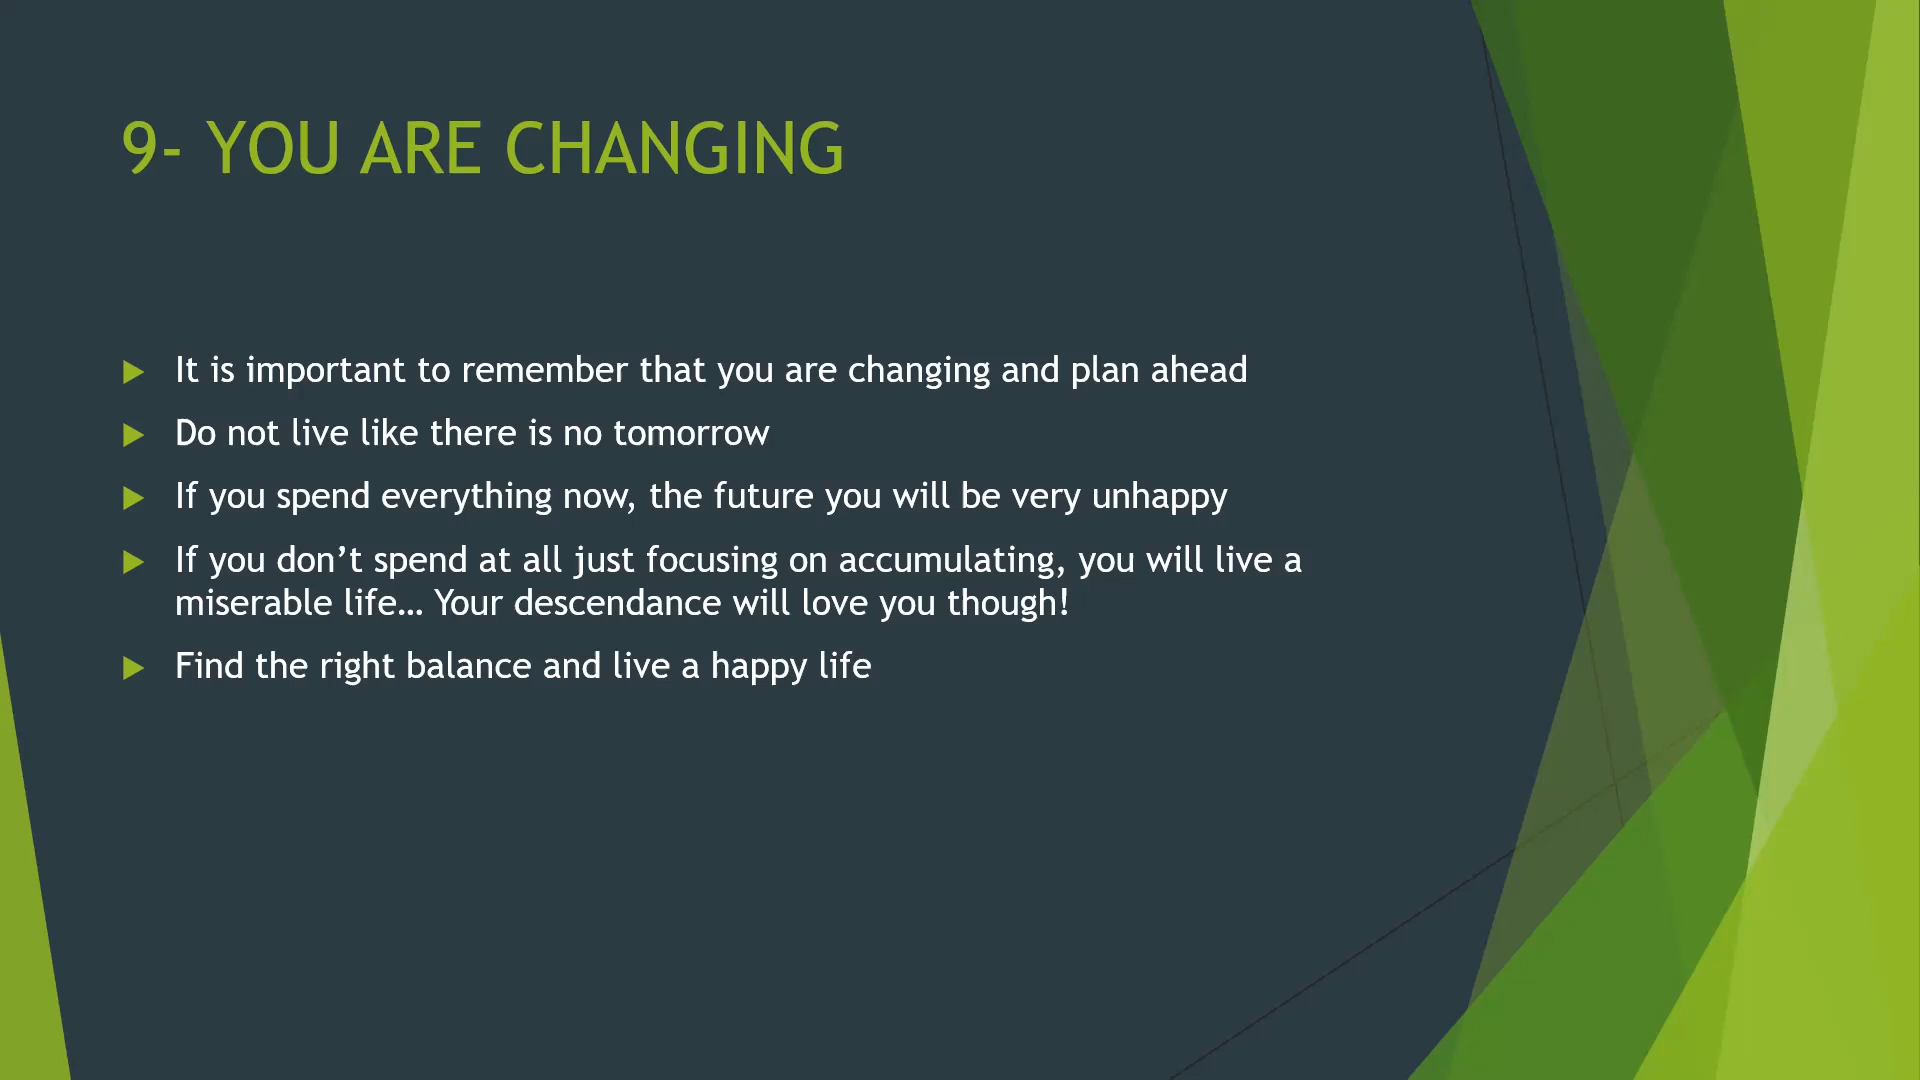 9- YOU ARE CHANGING
It is important to remember that you are changing and plan ahead
Do not live like there is no tomorrow
If you spend everything now, the future you will be very unhappy
If you don’t spend at all just focusing on accumulating, you will live a
miserable life… Your descendance will love you though!
Find the right balance and live a happy life